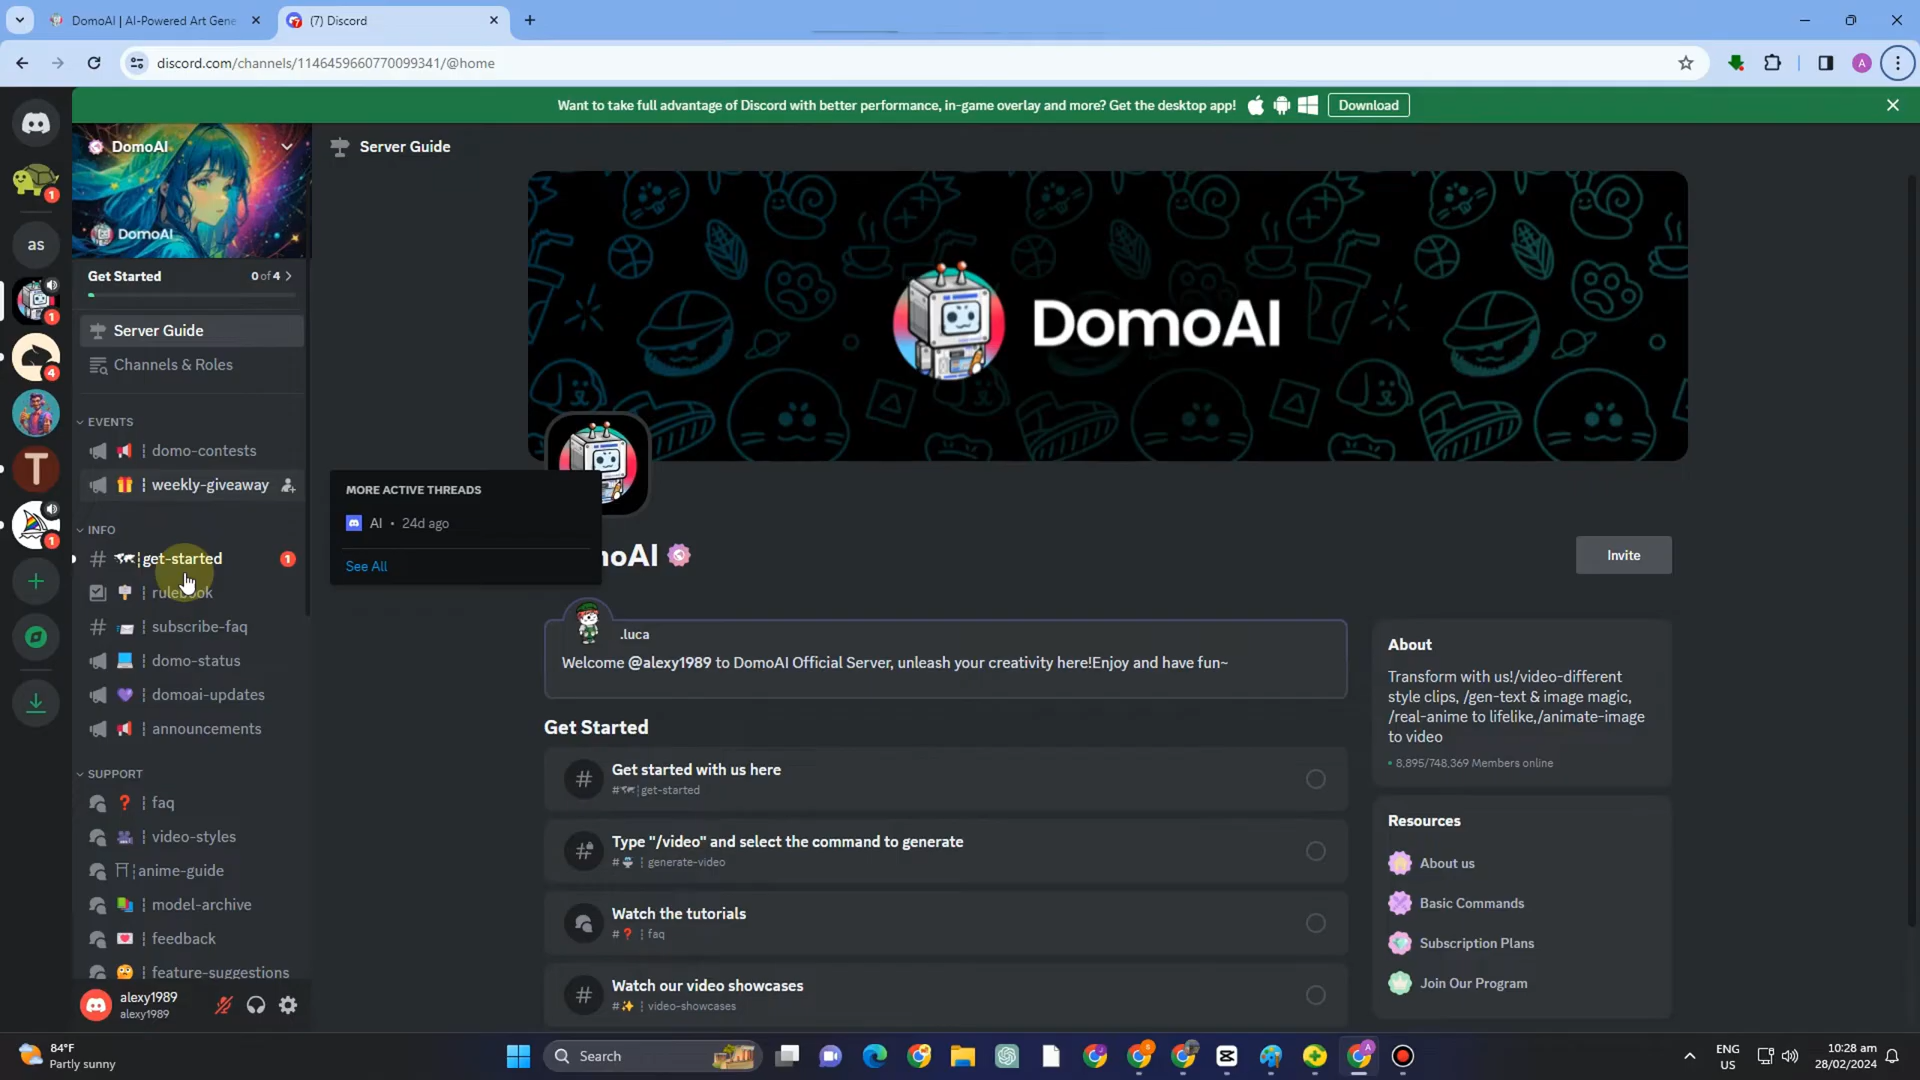 DomoAI | AI-Powered Art Gene
(7) Discord
discord.com/channels/1146459660770099341/@home
A
Want to take full advantage of Discord with better performance, in-game overlay and more? Get the desktop app!
Download
DomoAI
DomoAI
Get Started
0 of 4
Server Guide
Channels & Roles
EVENTS
domo-contests
weekly-giveaway
INFO
get-started
1
rulebook
subscribe-faq
domo-status
domoai-updates
announcements
SUPPORT
faq
video-styles
anime-guide
model-archive
feedback
feature-suggestions
alexy1989
alexy1989
1
as
1
4
T
1
Server Guide
DomoAI
MORE ACTIVE THREADS
AI • 24d ago
See All
oAI
Invite
.luca
Welcome @alexy1989 to DomoAI Official Server, unleash your creativity here!Enjoy and have fun~
Get Started
Get started with us here
#get-started
Type "/video" and select the command to generate
# generate-video
Watch the tutorials
# faq
Watch our video showcases
# video-showcases
About
Transform with us!/video-different
style clips, /gen-text & image magic,
/real-anime to lifelike,/animate-image
to video
• 8,895/748,369 Members online
Resources
About us
Basic Commands
Subscription Plans
Join Our Program
84°F
Partly sunny
Search
ENG
US
10:28 am
28/02/2024